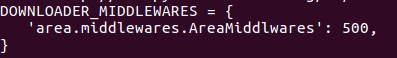 DOWNLOADER_MIDDLEWARES = {
   'area.middlewares.AreaMiddlwares': 500,
}